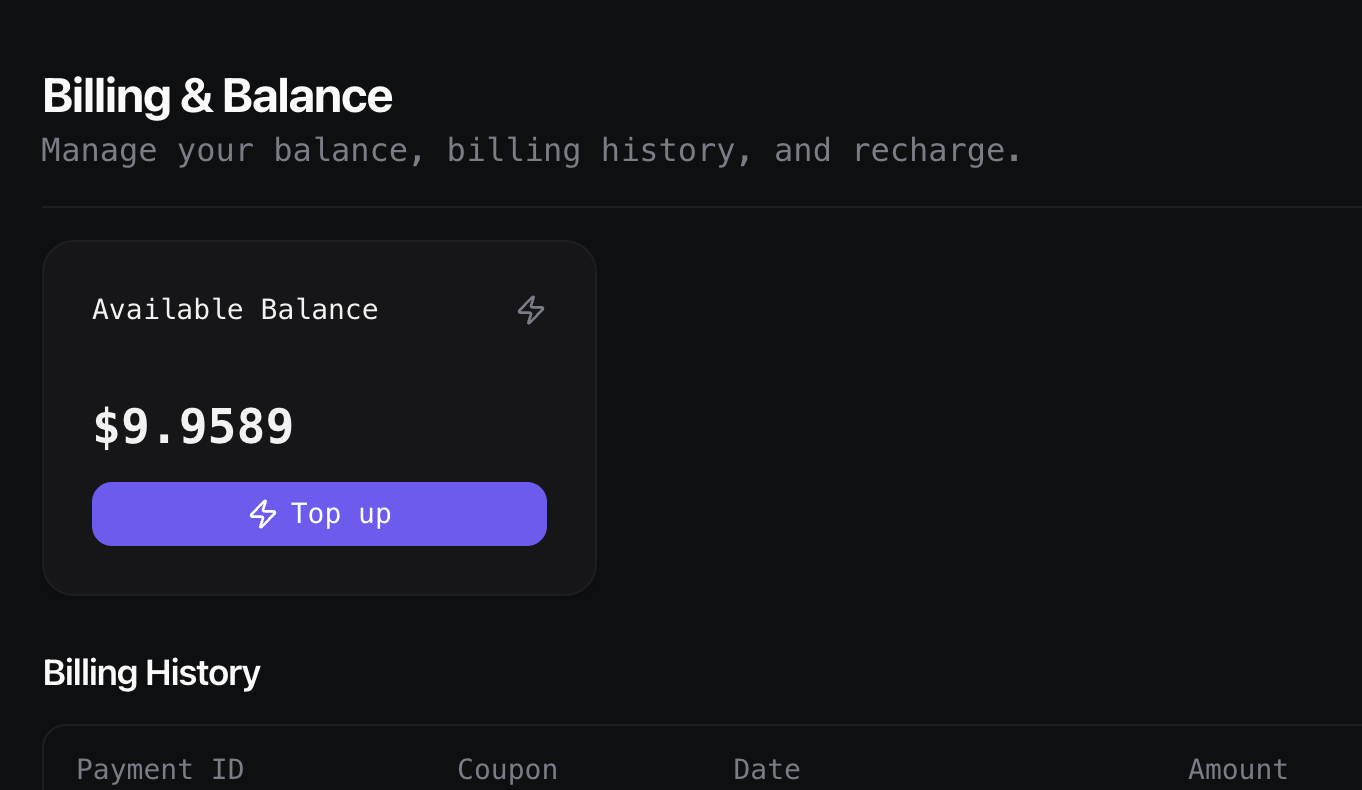 Billing & Balance
Manage your balance, billing history, and recharge.
Available Balance
$9.9589
Top up
Billing History
Payment ID Coupon Date Amount